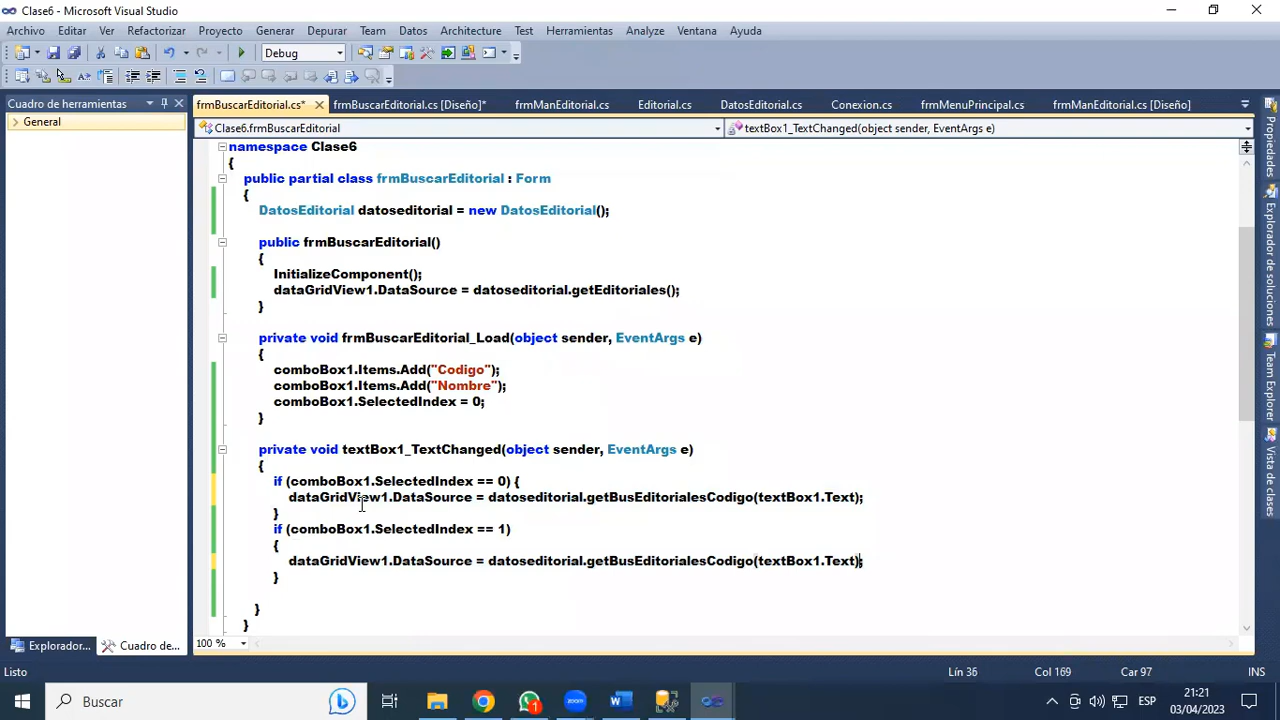 Clase6 - Microsoft Visual Studio
Archivo Editar Ver Refactorizar Proyecto Generar Depurar Team Datos Architecture Test Herramientas Analyze Ventana Ayuda
Debug
Cuadro de herramientas
General
frmBuscarEditorial.cs* frmBuscarEditorial.cs [Diseño]* frmManEditorial.cs Editorial.cs DatosEditorial.cs Conexion.cs frmMenuPrincipal.cs frmManEditorial.cs [Diseño]
Clase6.frmBuscarEditorial textBox1_TextChanged(object sender, EventArgs e)
namespace Clase6
{
public partial class frmBuscarEditorial : Form
{
DatosEditorial datoseditorial = new DatosEditorial();
public frmBuscarEditorial()
{
InitializeComponent();
dataGridView1.DataSource = datoseditorial.getEditoriales();
}
private void frmBuscarEditorial_Load(object sender, EventArgs e)
{
comboBox1.Items.Add("Codigo");
comboBox1.Items.Add("Nombre");
comboBox1.SelectedIndex = 0;
}
private void textBox1_TextChanged(object sender, EventArgs e)
{
if (comboBox1.SelectedIndex == 0) {
dataGridView1.DataSource = datoseditorial.getBusEditorialesCodigo(textBox1.Text);
}
if (comboBox1.SelectedIndex == 1)
{
dataGridView1.DataSource = datoseditorial.getBusEditorialesCodigo(textBox1.Text);
}
}
}
100 %
Propiedades
Explorador de soluciones
Team Explorer
Vista de clases
Explorador... Cuadro de...
Listo Lín 36 Col 169 Car 97 INS
Buscar
1
zoom
ESP
21:21
03/04/2023